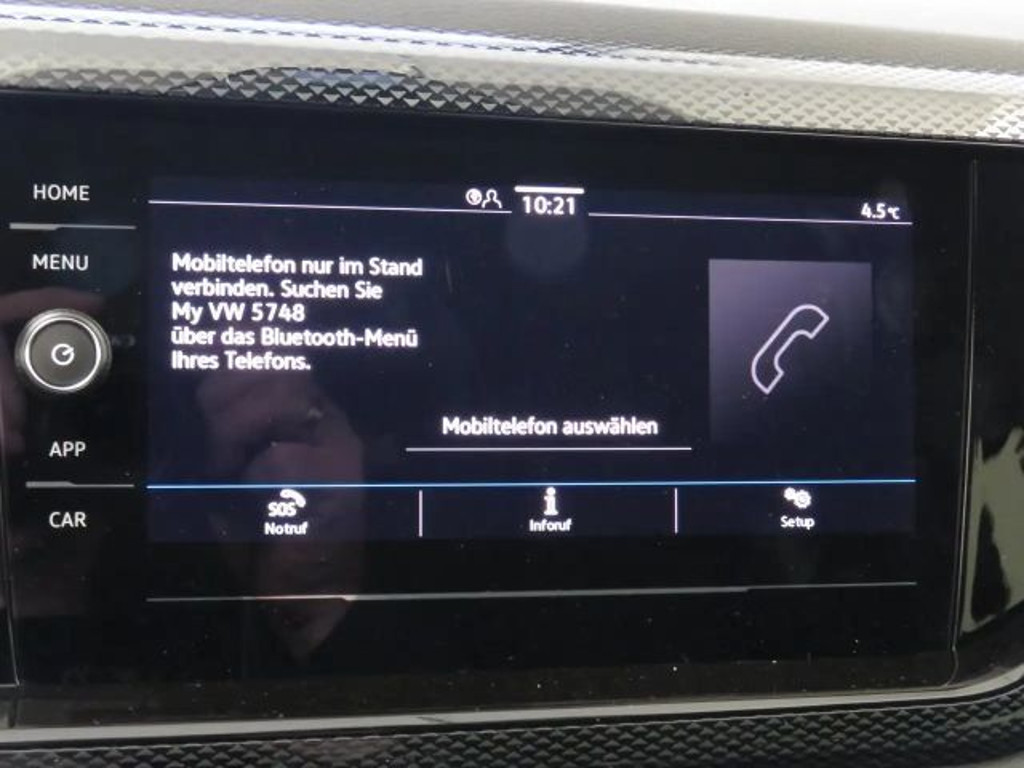 HOME
10:21
4.5°C
MENU
Mobiltelefon nur im Stand
verbinden. Suchen Sie
My VW 5748
über das Bluetooth-Menü
Ihres Telefons.
Mobiltelefon auswählen
APP
CAR
SOS
Notruf
i
Inforuf
Setup